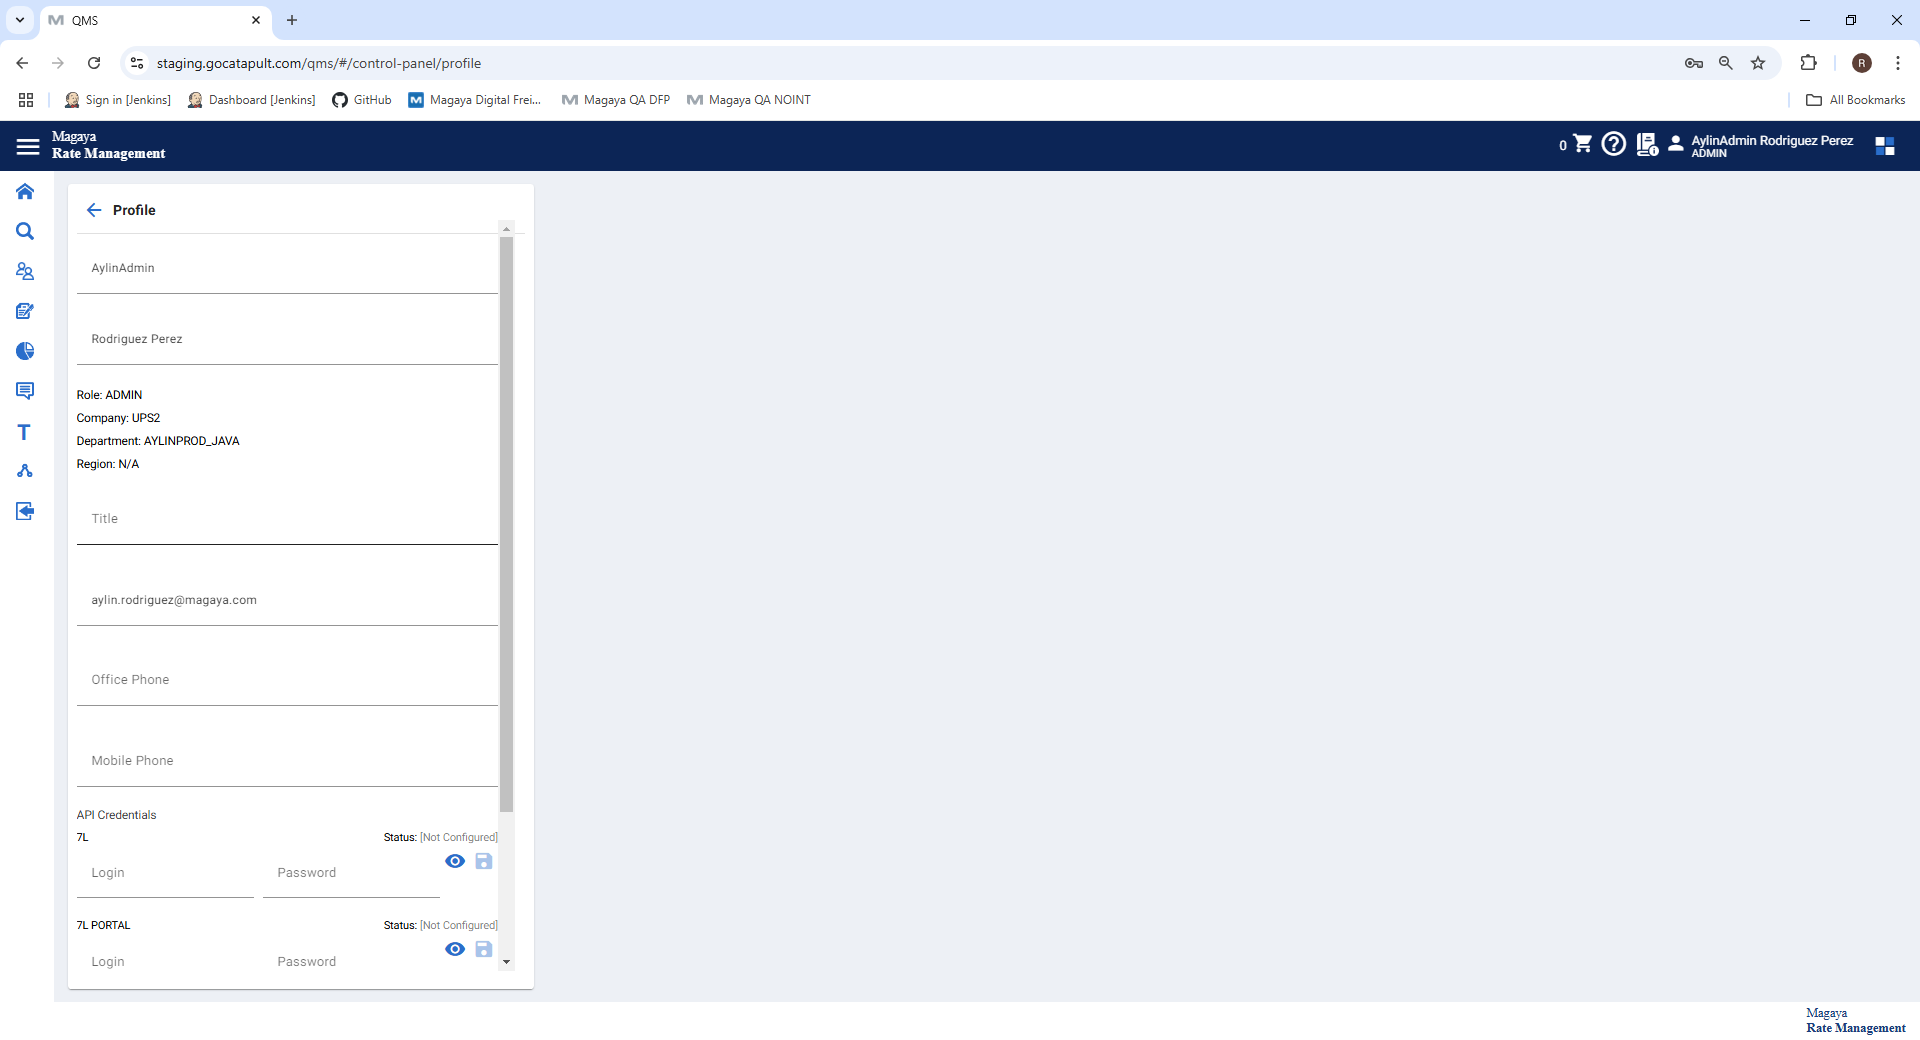 QMS
staging.gocatapult.com/qms/#/control-panel/profile
R
Sign in [Jenkins]
Dashboard [Jenkins]
GitHub
Magaya Digital Frei...
Magaya QA DFP
Magaya QA NOINT
All Bookmarks
Magaya
Rate Management
0
AylinAdmin Rodriguez Perez
ADMIN
Profile
AylinAdmin
Rodriguez Perez
Role: ADMIN
Company: UPS2
Department: AYLINPROD_JAVA
Region: N/A
Title
aylin.rodriguez@magaya.com
Office Phone
Mobile Phone
API Credentials
7L Status: [Not Configured]
Login Password
7L PORTAL Status: [Not Configured]
Login Password
Magaya
Rate Management